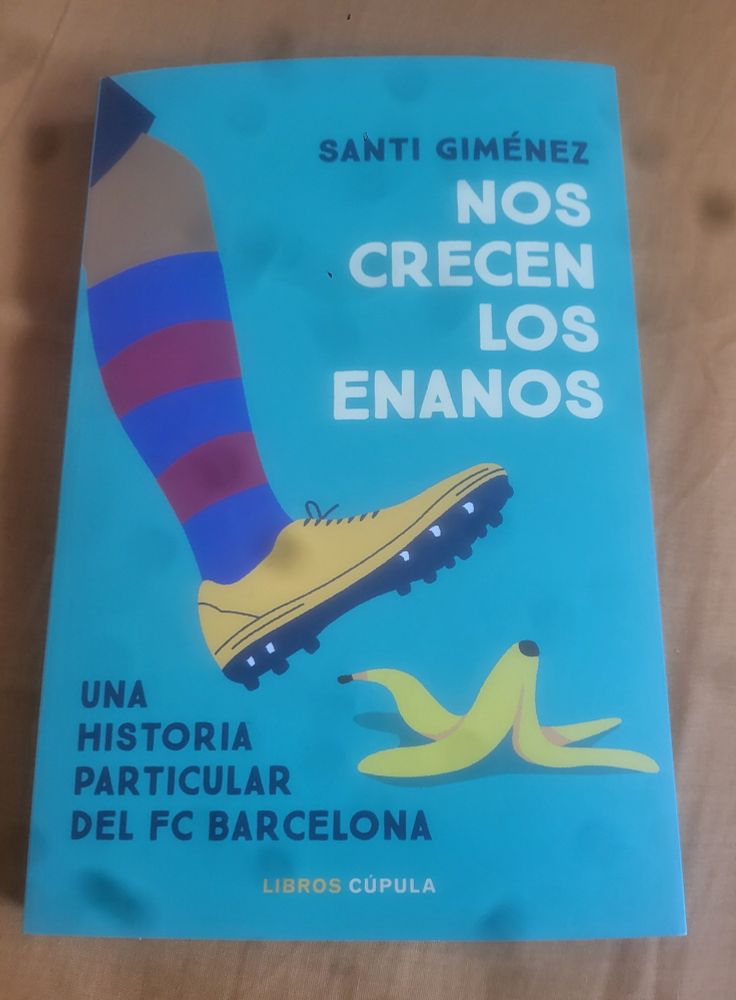 SANTI GIMÉNEZ
NOS
CRECEN
LOS
ENANOS
UNA
HISTORIA
PARTICULAR
DEL FC BARCELONA
LIBROS CÚPULA